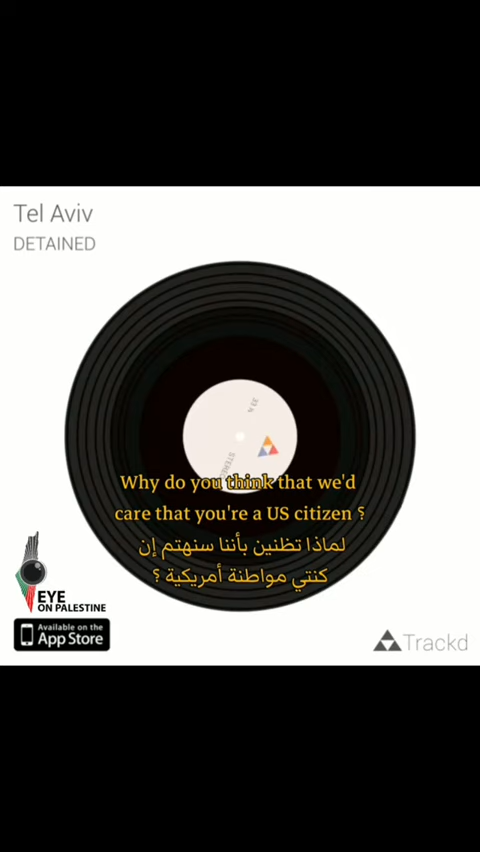 Tel Aviv
DETAINED
Why do you think that we'd
care that you're a US citizen ?
لماذا تظنين بأننا سنهتم إن
كنتي مواطنة أمريكية ؟
EYE
ON PALESTINE
Available on the
App Store
Trackd